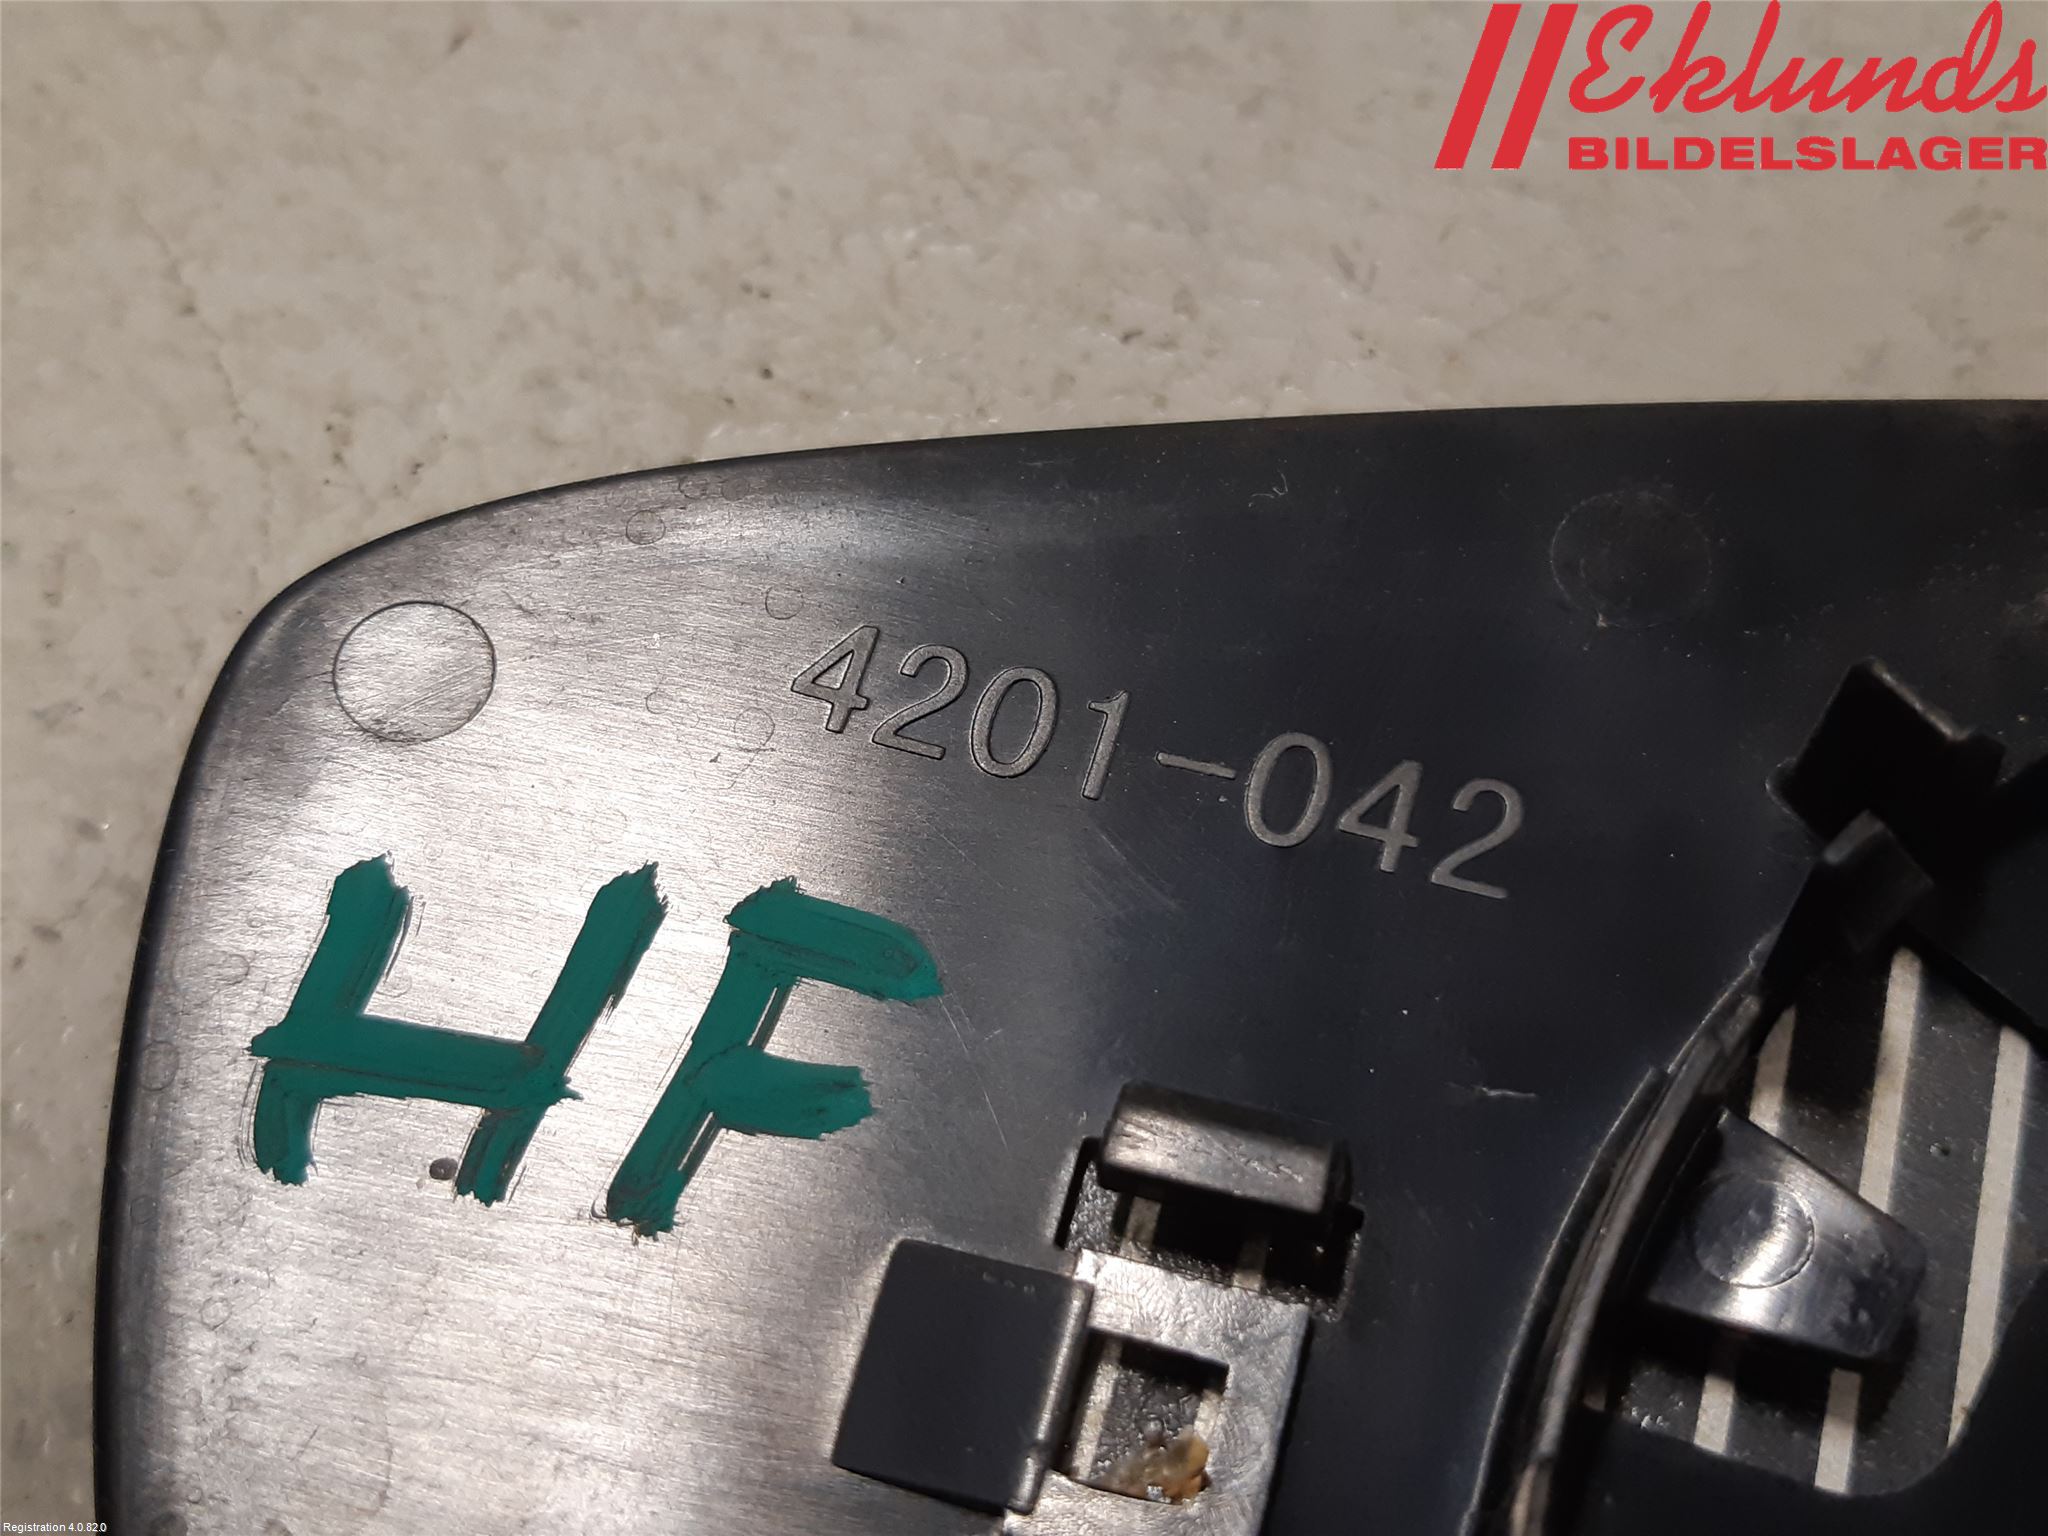 Eklunds
BILDELSLAGER
4201-042
HF
Registration 4.0.82.0